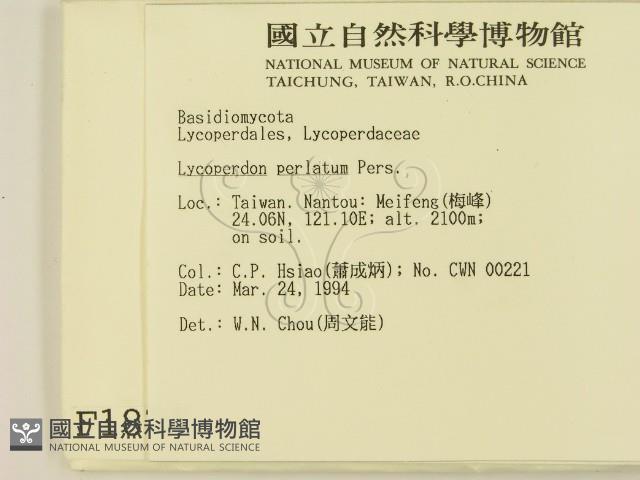 國立自然科學博物館
NATIONAL MUSEUM OF NATURAL SCIENCE
TAICHUNG, TAIWAN, R.O.CHINA
Basidiomycota
Lycoperdales, Lycoperdaceae
Lycoperdon perlatum Pers.
Loc.: Taiwan. Nantou: Meifeng(梅峰)
24.06N, 121.10E; alt. 2100m;
on soil.
Col.: C.P. Hsiao(蕭成炳); No. CWN 00221
Date: Mar. 24, 1994
Det.: W.N. Chou(周文能)
國立自然科學博物館
NATIONAL MUSEUM OF NATURAL SCIENCE